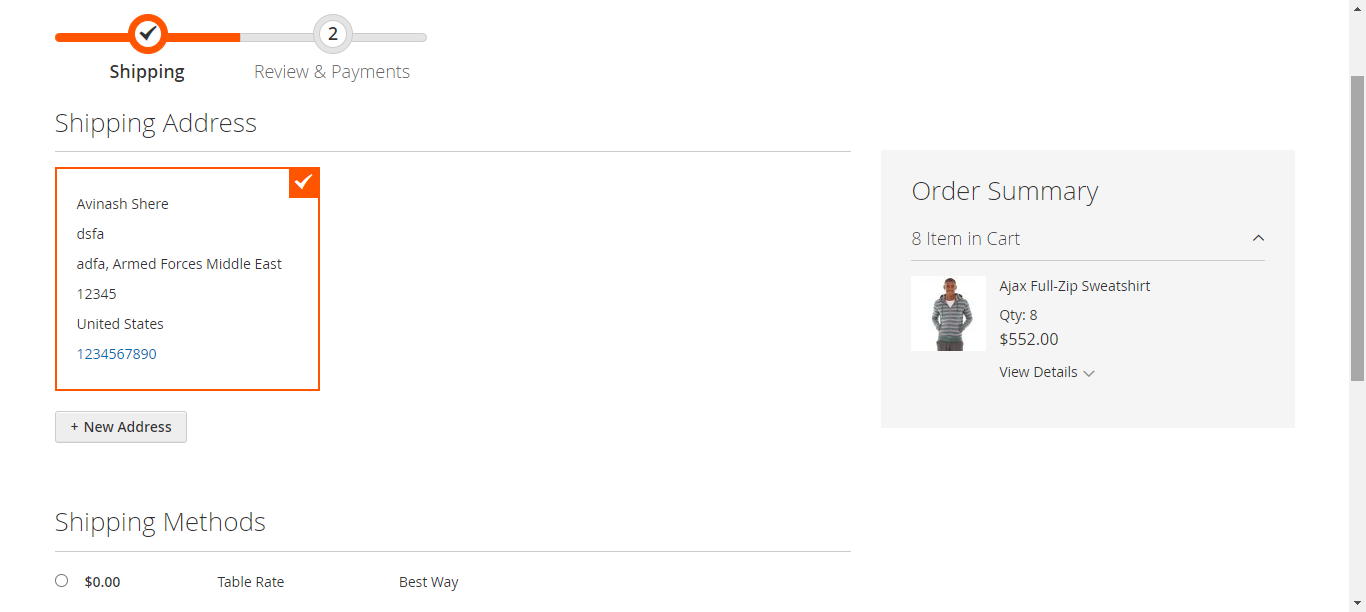 2
Shipping
Review & Payments
Shipping Address
Avinash Shere
dsfa
adfa, Armed Forces Middle East
12345
United States
1234567890
+ New Address
Order Summary
8 Item in Cart
Ajax Full-Zip Sweatshirt
Qty: 8
$552.00
View Details
Shipping Methods
$0.00 Table Rate Best Way